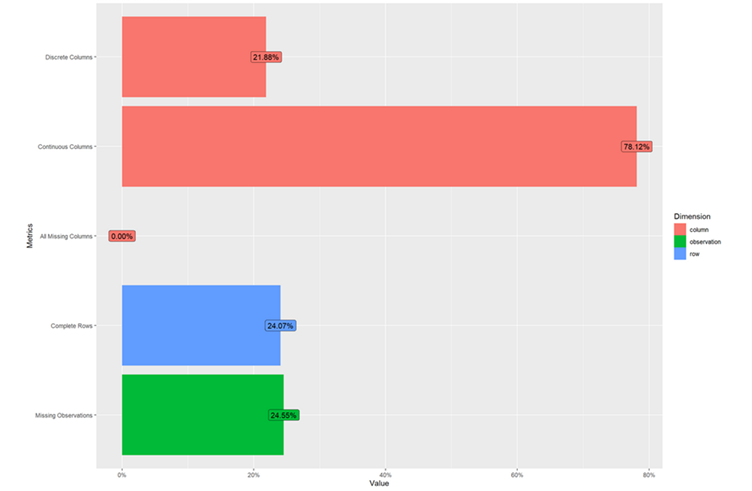 Discrete Columns
21.88%
Continuous Columns
78.12%
Metrics
All Missing Columns
0.00%
Complete Rows
24.07%
Missing Observations
24.55%
0%
20%
40%
60%
80%
Value
Dimension
column
observation
row